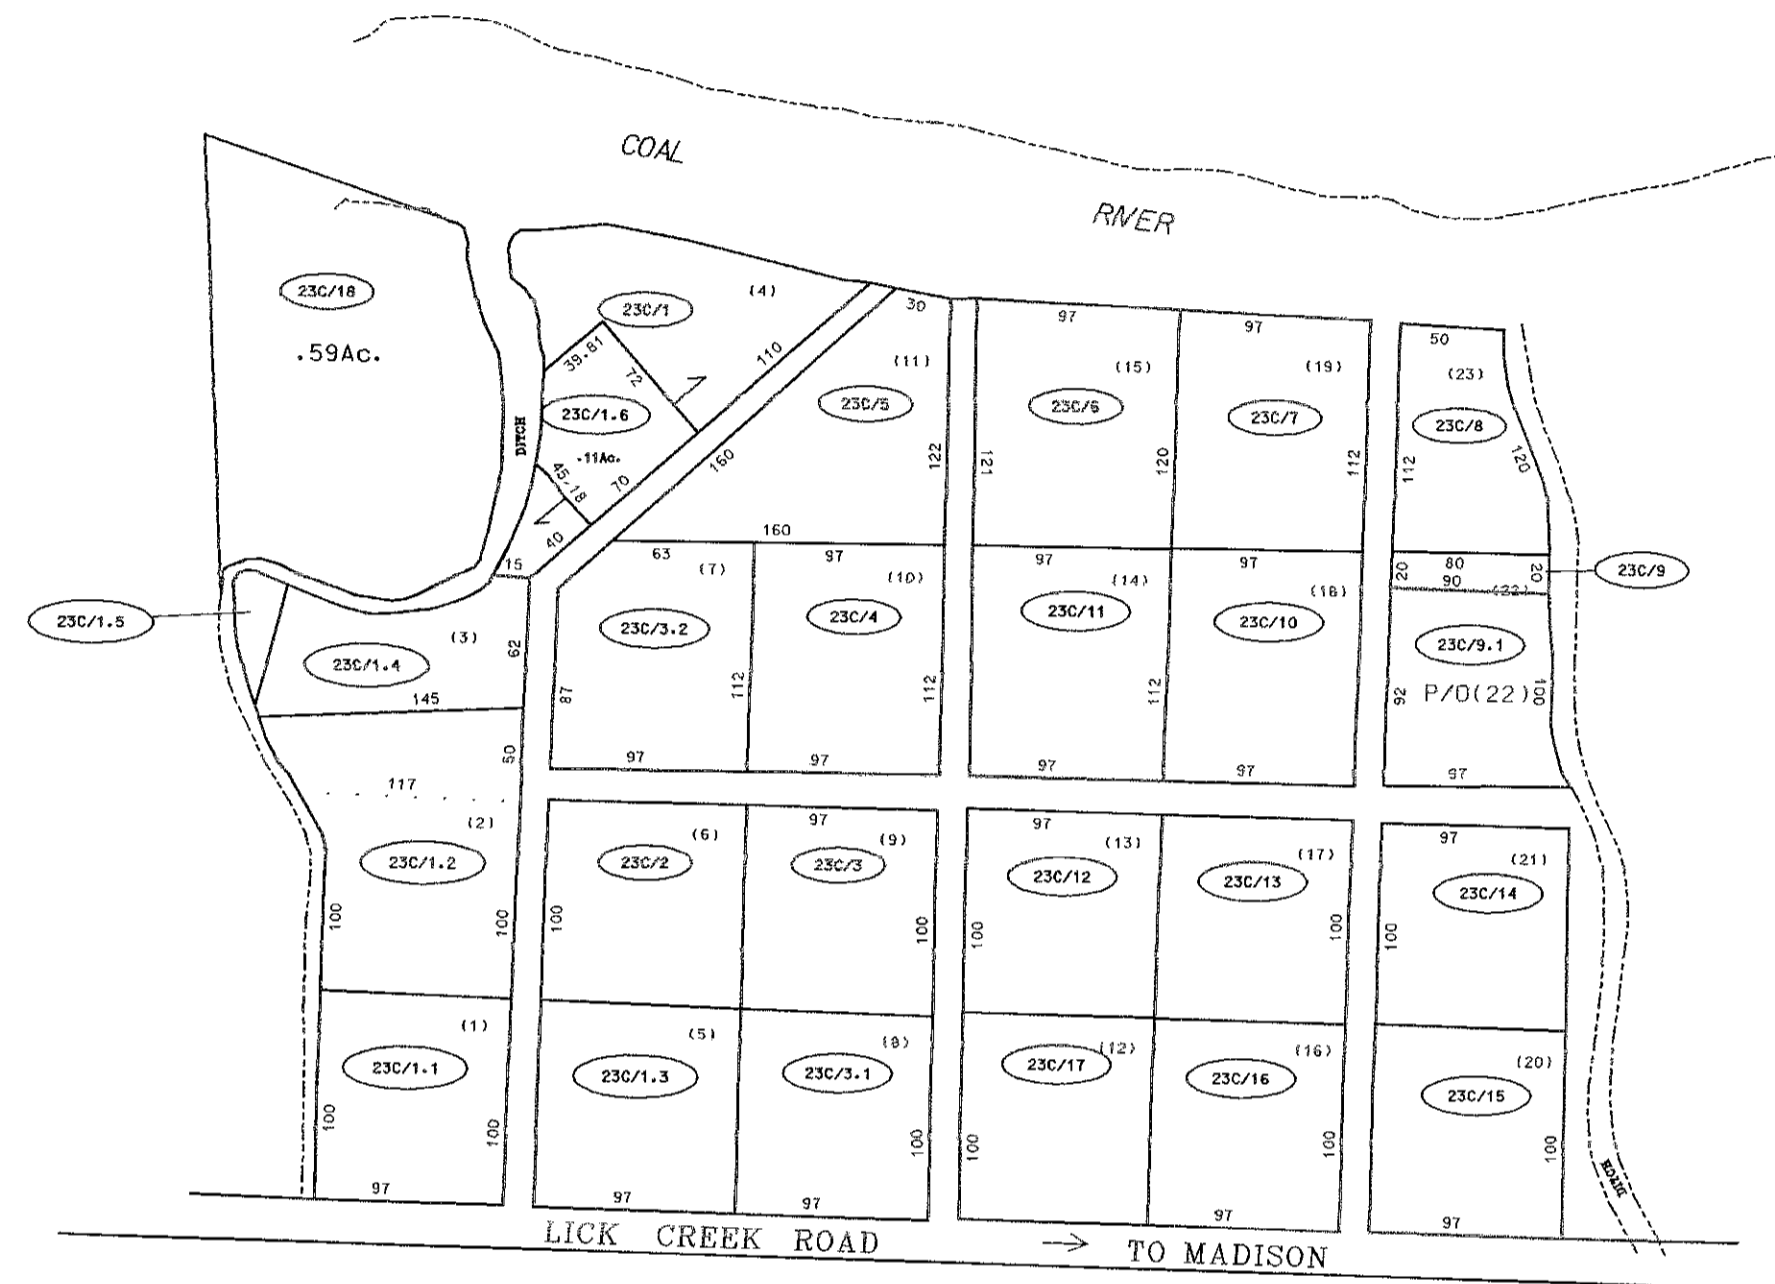 COAL
RIVER
23C/18
.59Ac.
23C/1
(4)
39.81
72
110
30
23C/1.6
.11Ac.
45.18
70
40
15
DITCH
(11)
23C/5
160
122
160
97
(15)
23C/6
121
120
97
(19)
23C/7
112
50
(23)
23C/8
112
120
23C/1.5
(3)
23C/1.4
62
145
63
(7)
23C/3.2
87
112
97
97
(10)
23C/4
112
97
97
(14)
23C/11
112
97
97
(18)
23C/10
97
20
80
20
23C/9
90
(22)
23C/9.1
P/O(22)
92
100
97
50
117
(2)
23C/1.2
100
100
(6)
23C/2
100
97
(9)
23C/3
100
97
(13)
23C/12
100
(17)
23C/13
100
97
(21)
23C/14
100
(1)
23C/1.1
100
100
97
(5)
23C/1.3
97
(8)
23C/3.1
100
97
(12)
23C/17
100
(16)
23C/16
100
97
(20)
23C/15
100
97
DITCH
LICK CREEK ROAD
TO MADISON